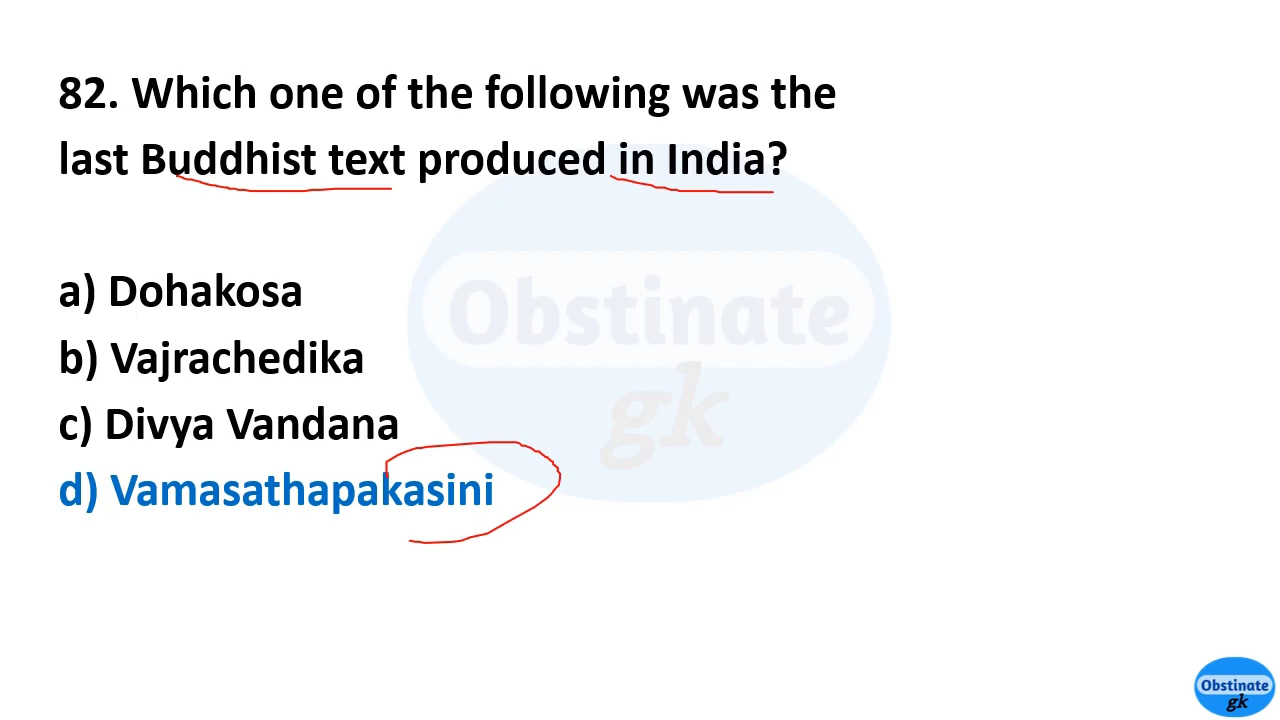 82. Which one of the following was the
last Buddhist text produced in India?
a) Dohakosa
b) Vajrachedika
c) Divya Vandana
d) Vamasathapakasini
Obstinate
gk
Obstinate
gk